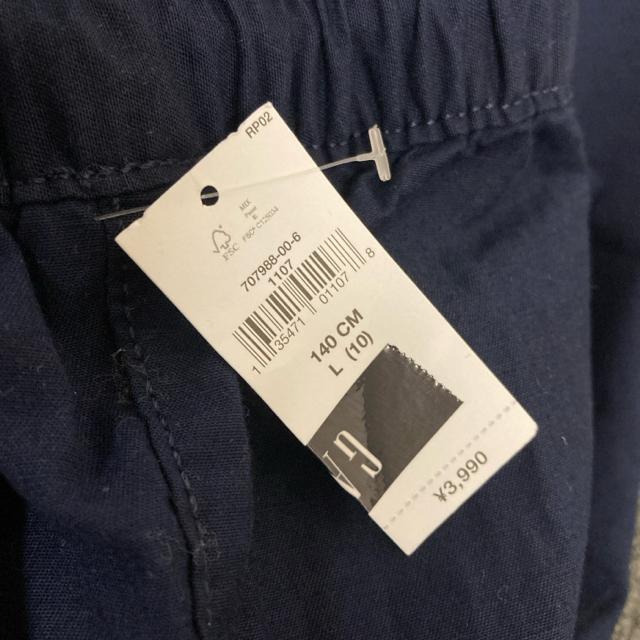 RP02
MIX
FSC
707988-00-6
1107
1 35471 01107 8
140 CM
L (10)
¥3,990